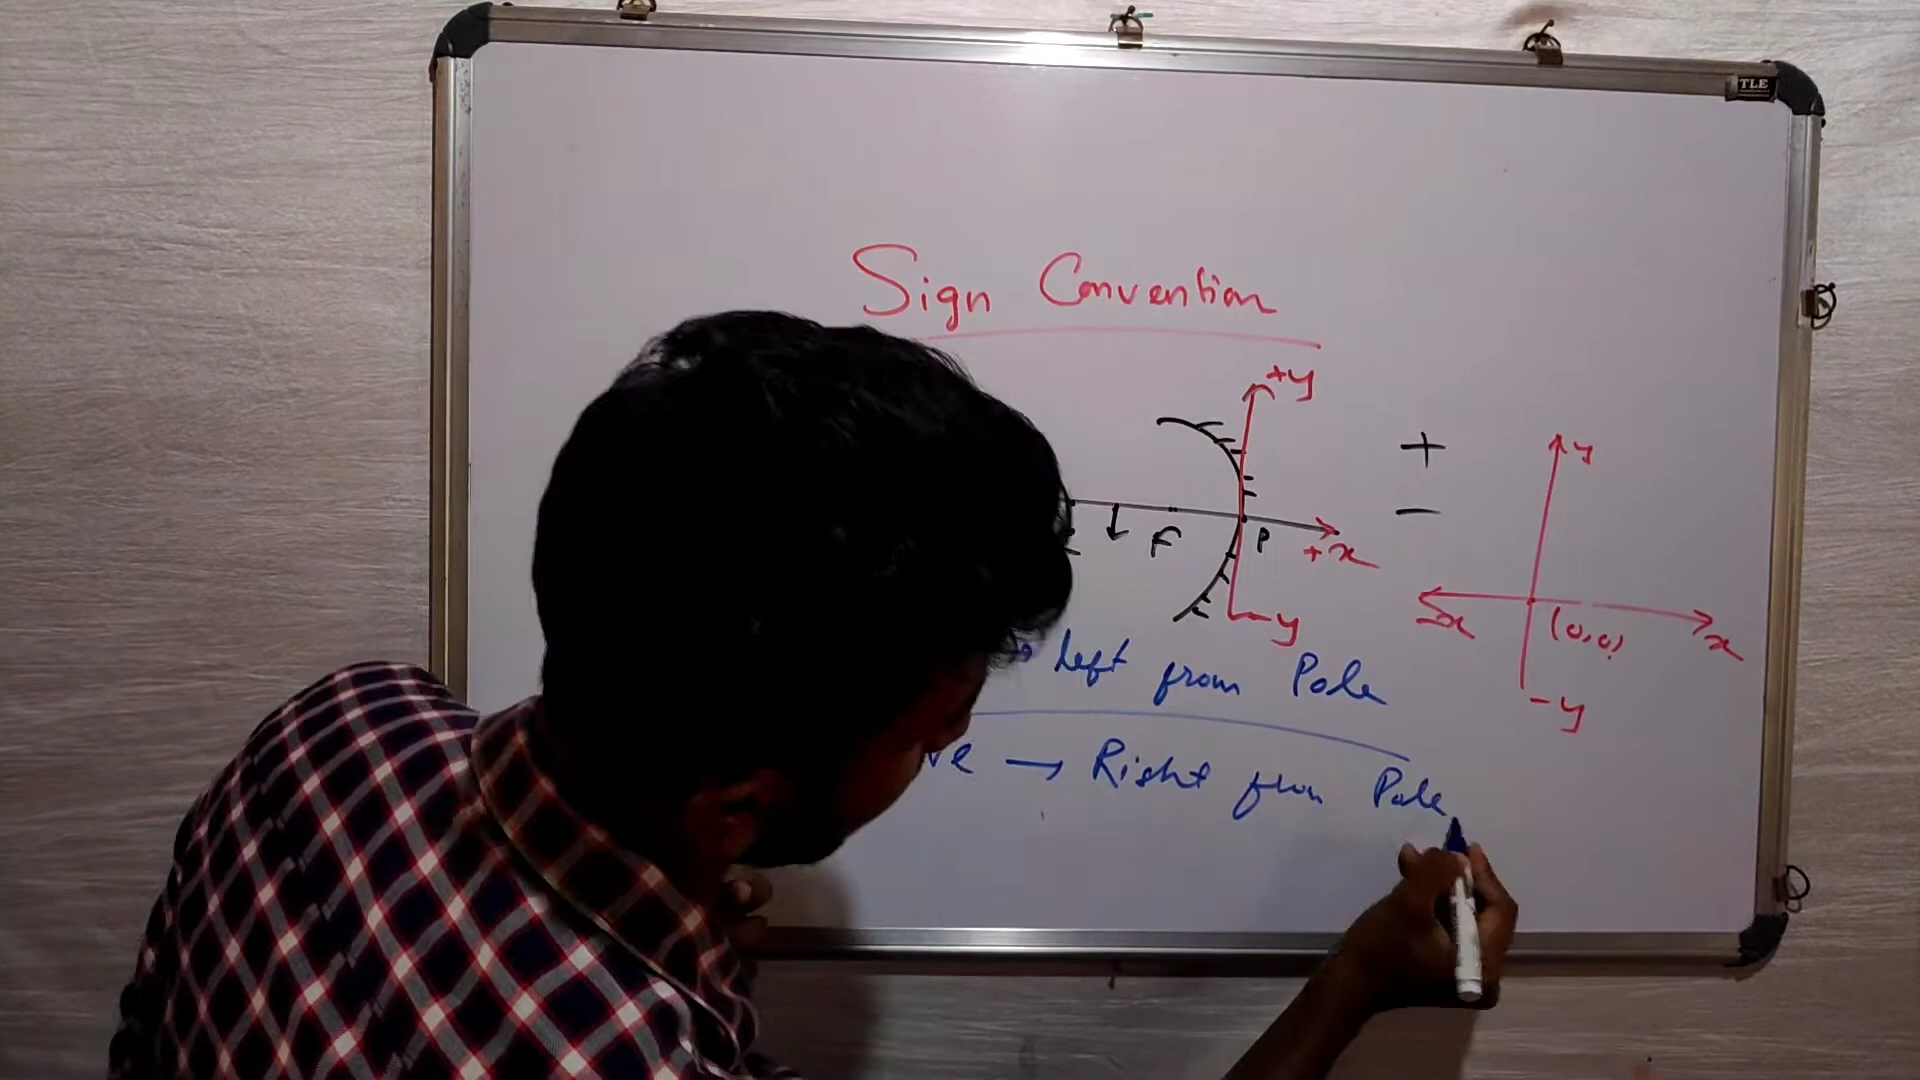 TLE
Sign Convention
+y
+
y
-
F
P
+x
-x
(0,0)
x
-y
-y
left from Pole
ve → Right from Pole